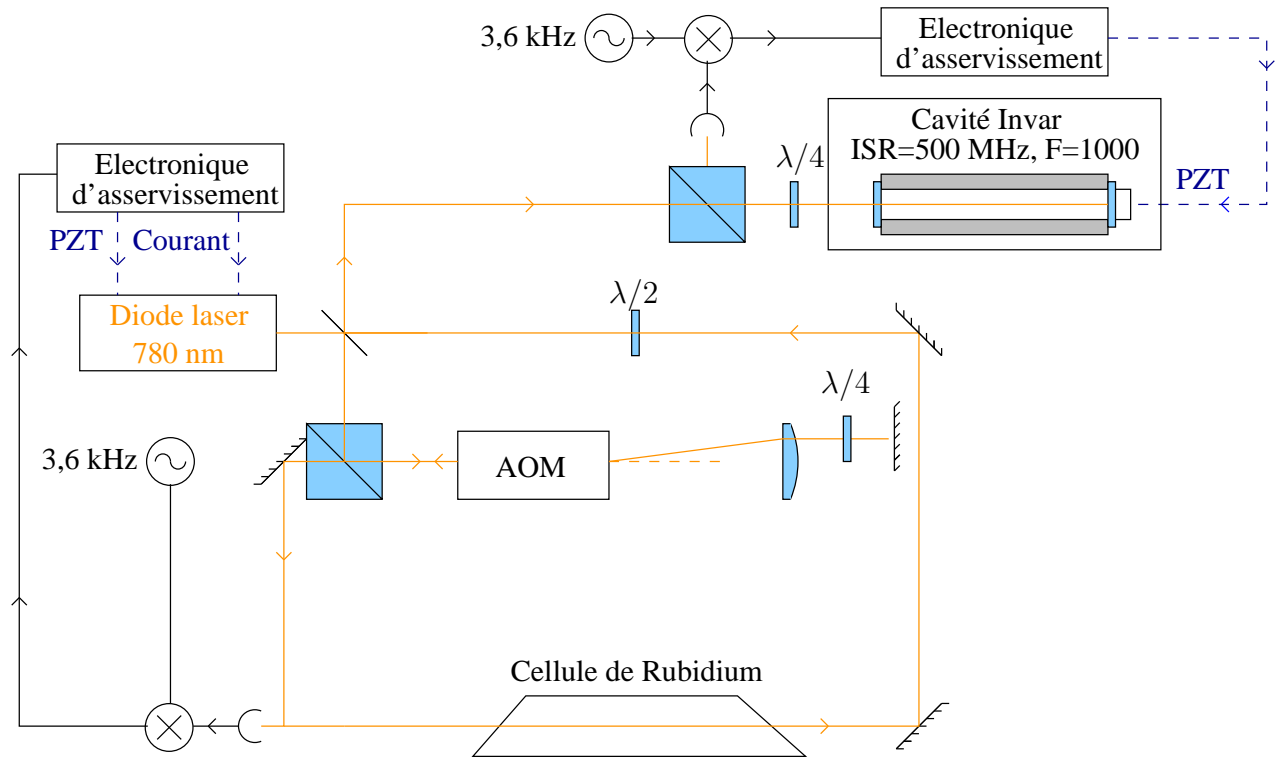 3,6 kHz
Electronique
d'asservissement
Cavité Invar
ISR=500 MHz, F=1000
λ/4
PZT
Electronique
d'asservissement
PZT
Courant
Diode laser
780 nm
λ/2
λ/4
3,6 kHz
AOM
Cellule de Rubidium